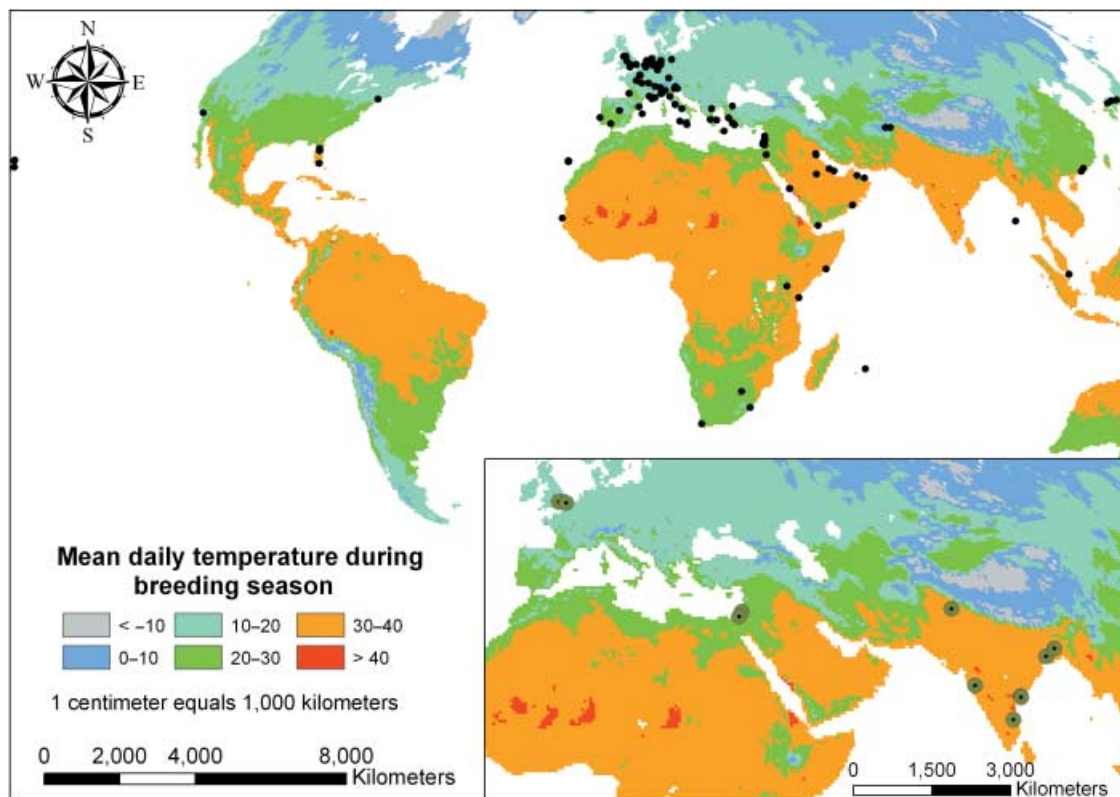 N
W E
S
Mean daily temperature during
breeding season
< –10 10–20 30–40
0–10 20–30 > 40
1 centimeter equals 1,000 kilometers
0 2,000 4,000 8,000
Kilometers
0 1,500 3,000
Kilometers